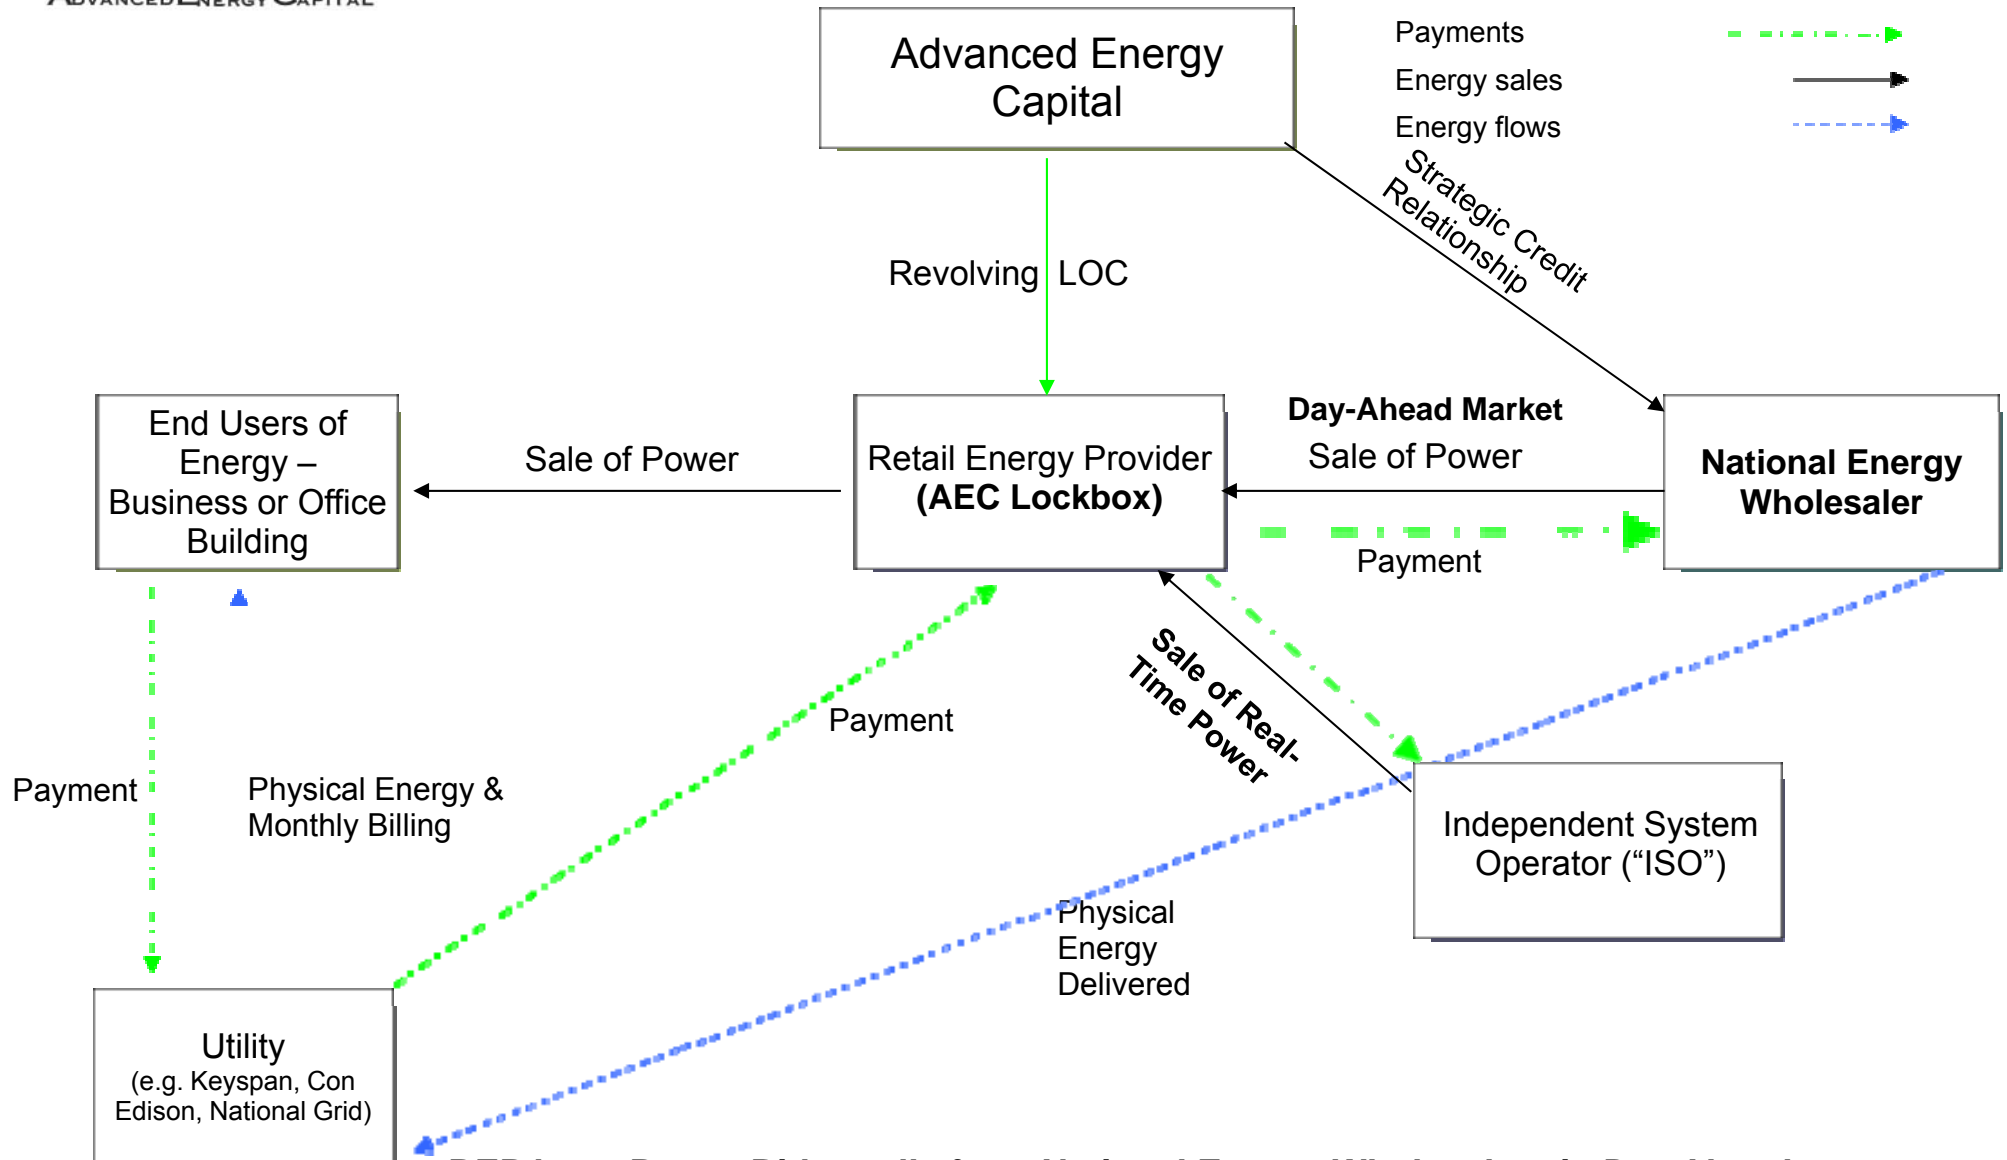 ADVANCED ENERGY CAPITAL
Advanced Energy
Capital
Payments
Energy sales
Energy flows
Strategic Credit
Relationship
Revolving LOC
End Users of
Energy –
Business or Office
Building
Sale of Power
Retail Energy Provider
(AEC Lockbox)
Day-Ahead Market
Sale of Power
National Energy
Wholesaler
Payment
Sale of Real-
Time Power
Payment
Payment
Physical Energy &
Monthly Billing
Independent System
Operator (“ISO”)
Physical
Energy
Delivered
Utility
(e.g. Keyspan, Con
Edison, National Grid)